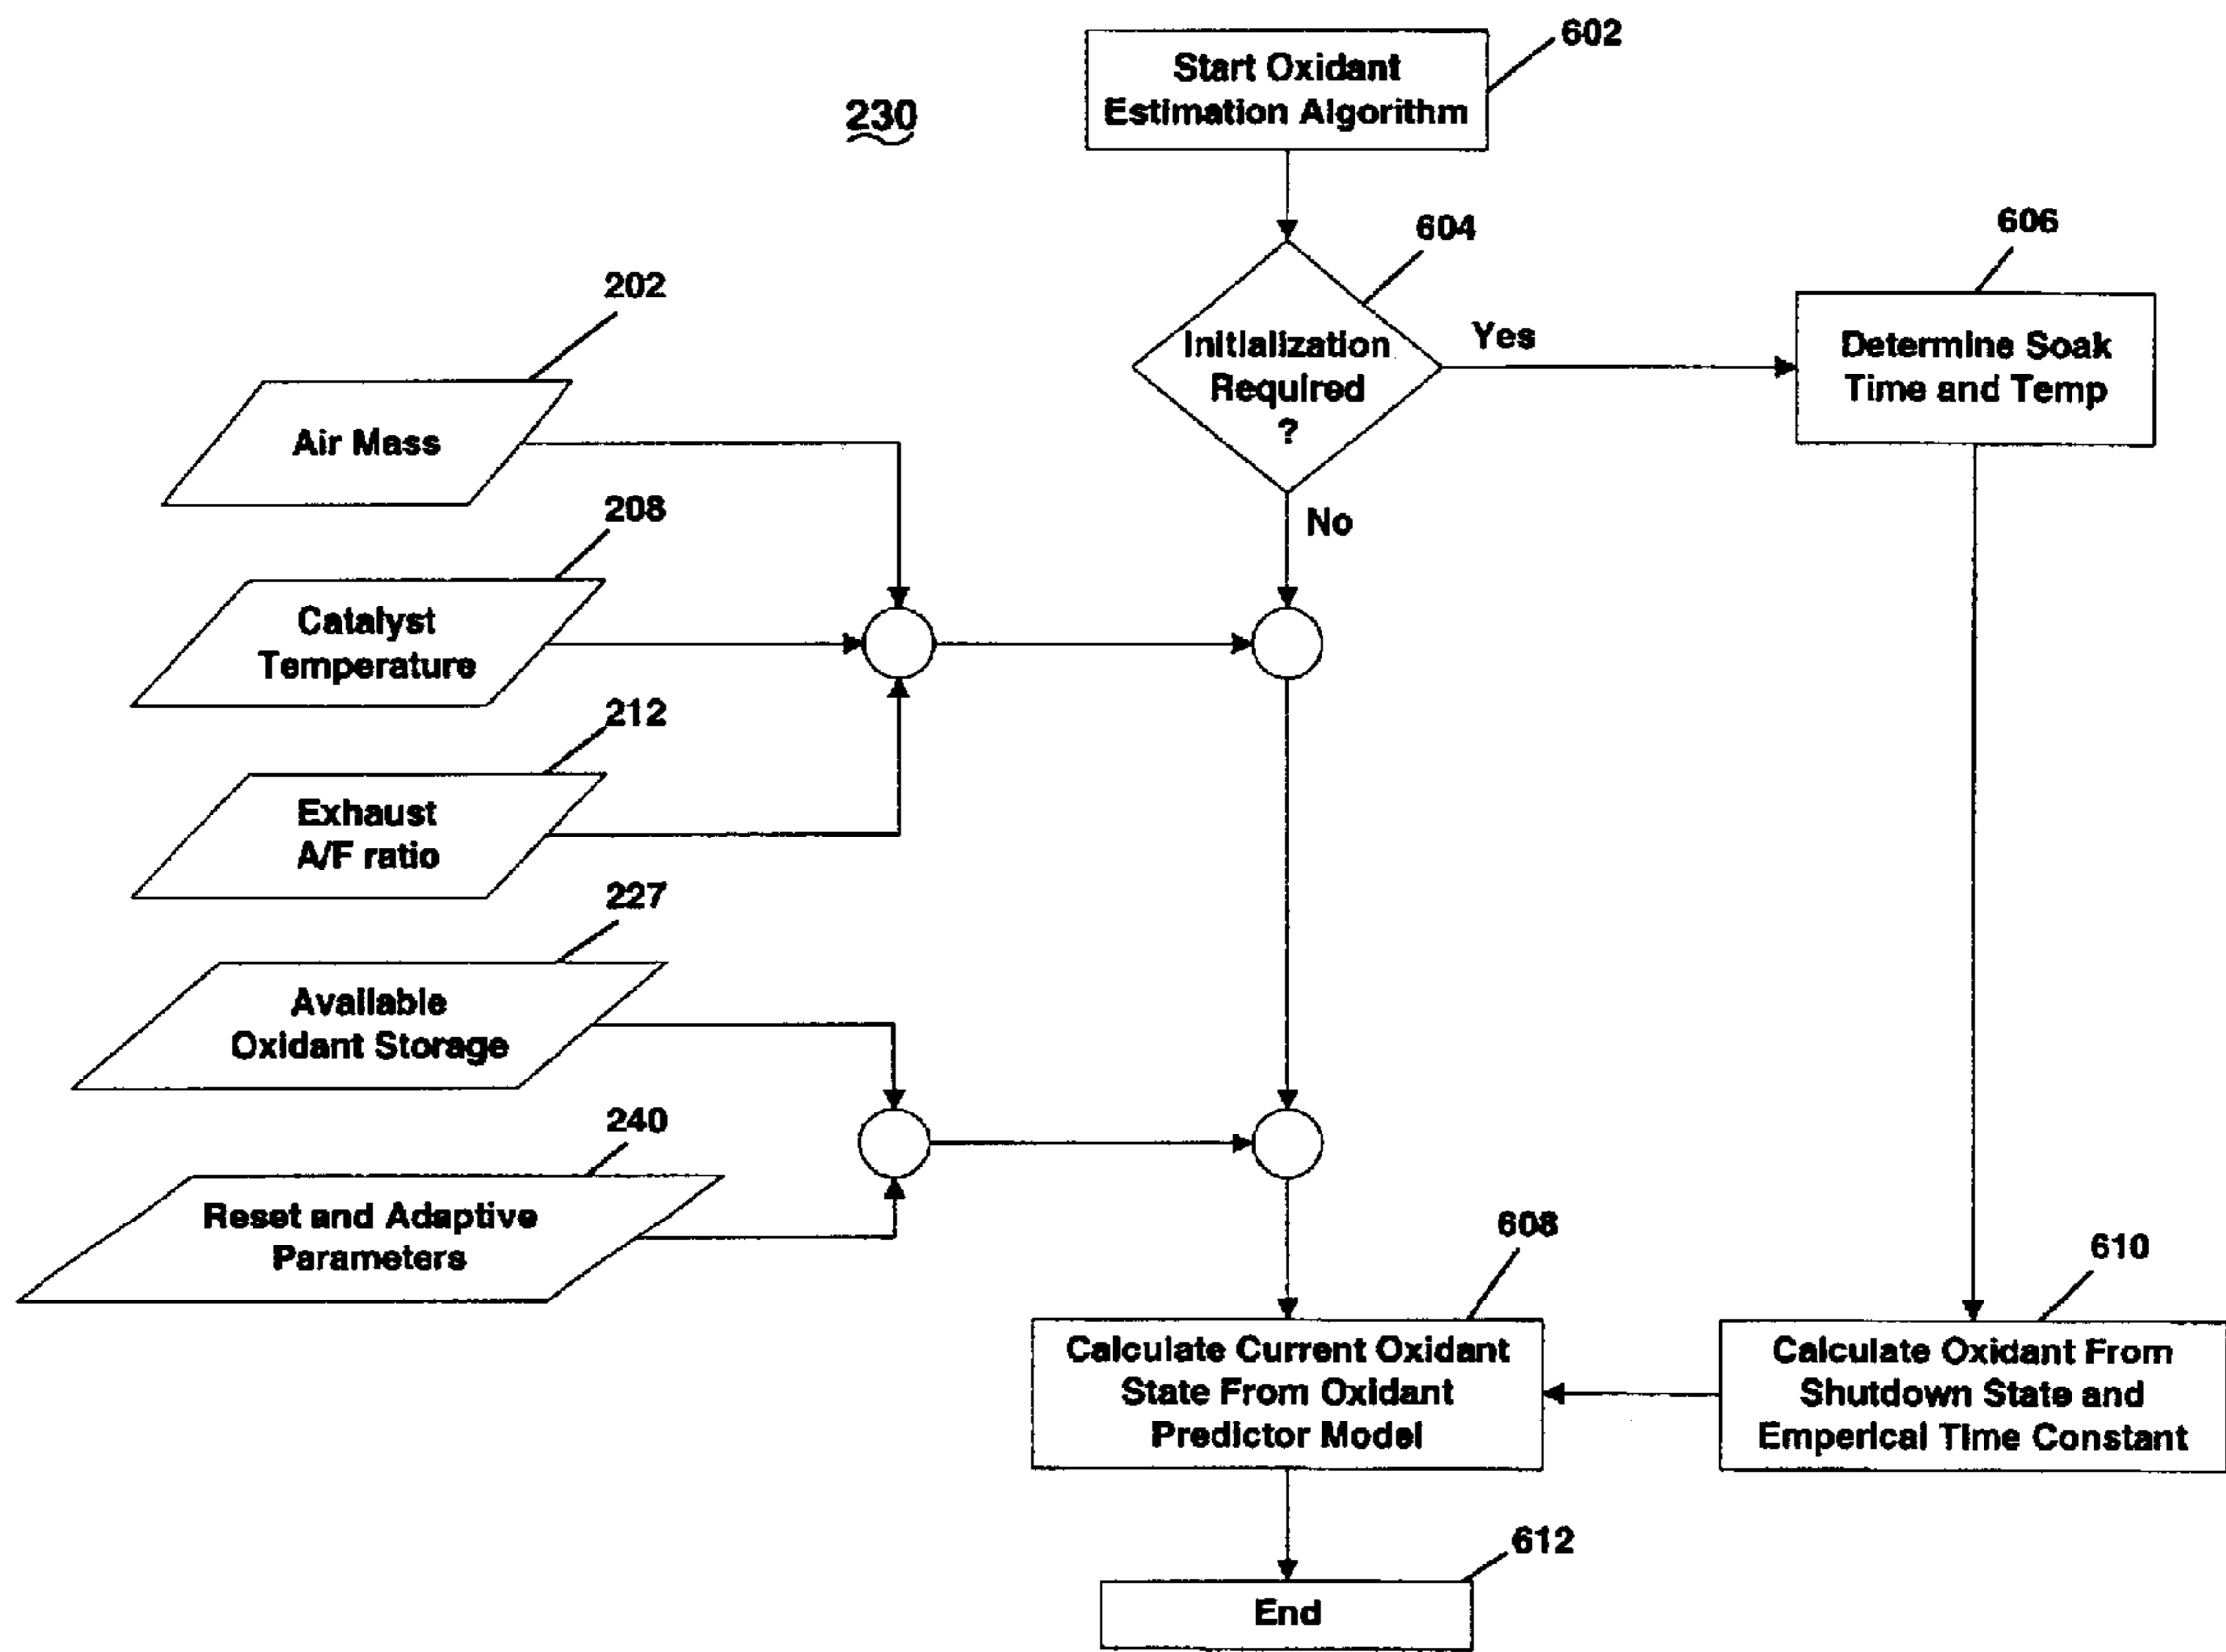 602
Start Oxidant
Estimation Algorithm
230
604
606
202
Initialization
Required
?
Yes
Determine Soak
Time and Temp
Air Mass
208
No
Catalyst
Temperature
212
Exhaust
A/F ratio
227
Available
Oxidant Storage
240
Reset and Adaptive
Parameters
608
610
Calculate Current Oxidant
State From Oxidant
Predictor Model
Calculate Oxidant From
Shutdown State and
Emperical Time Constant
612
End